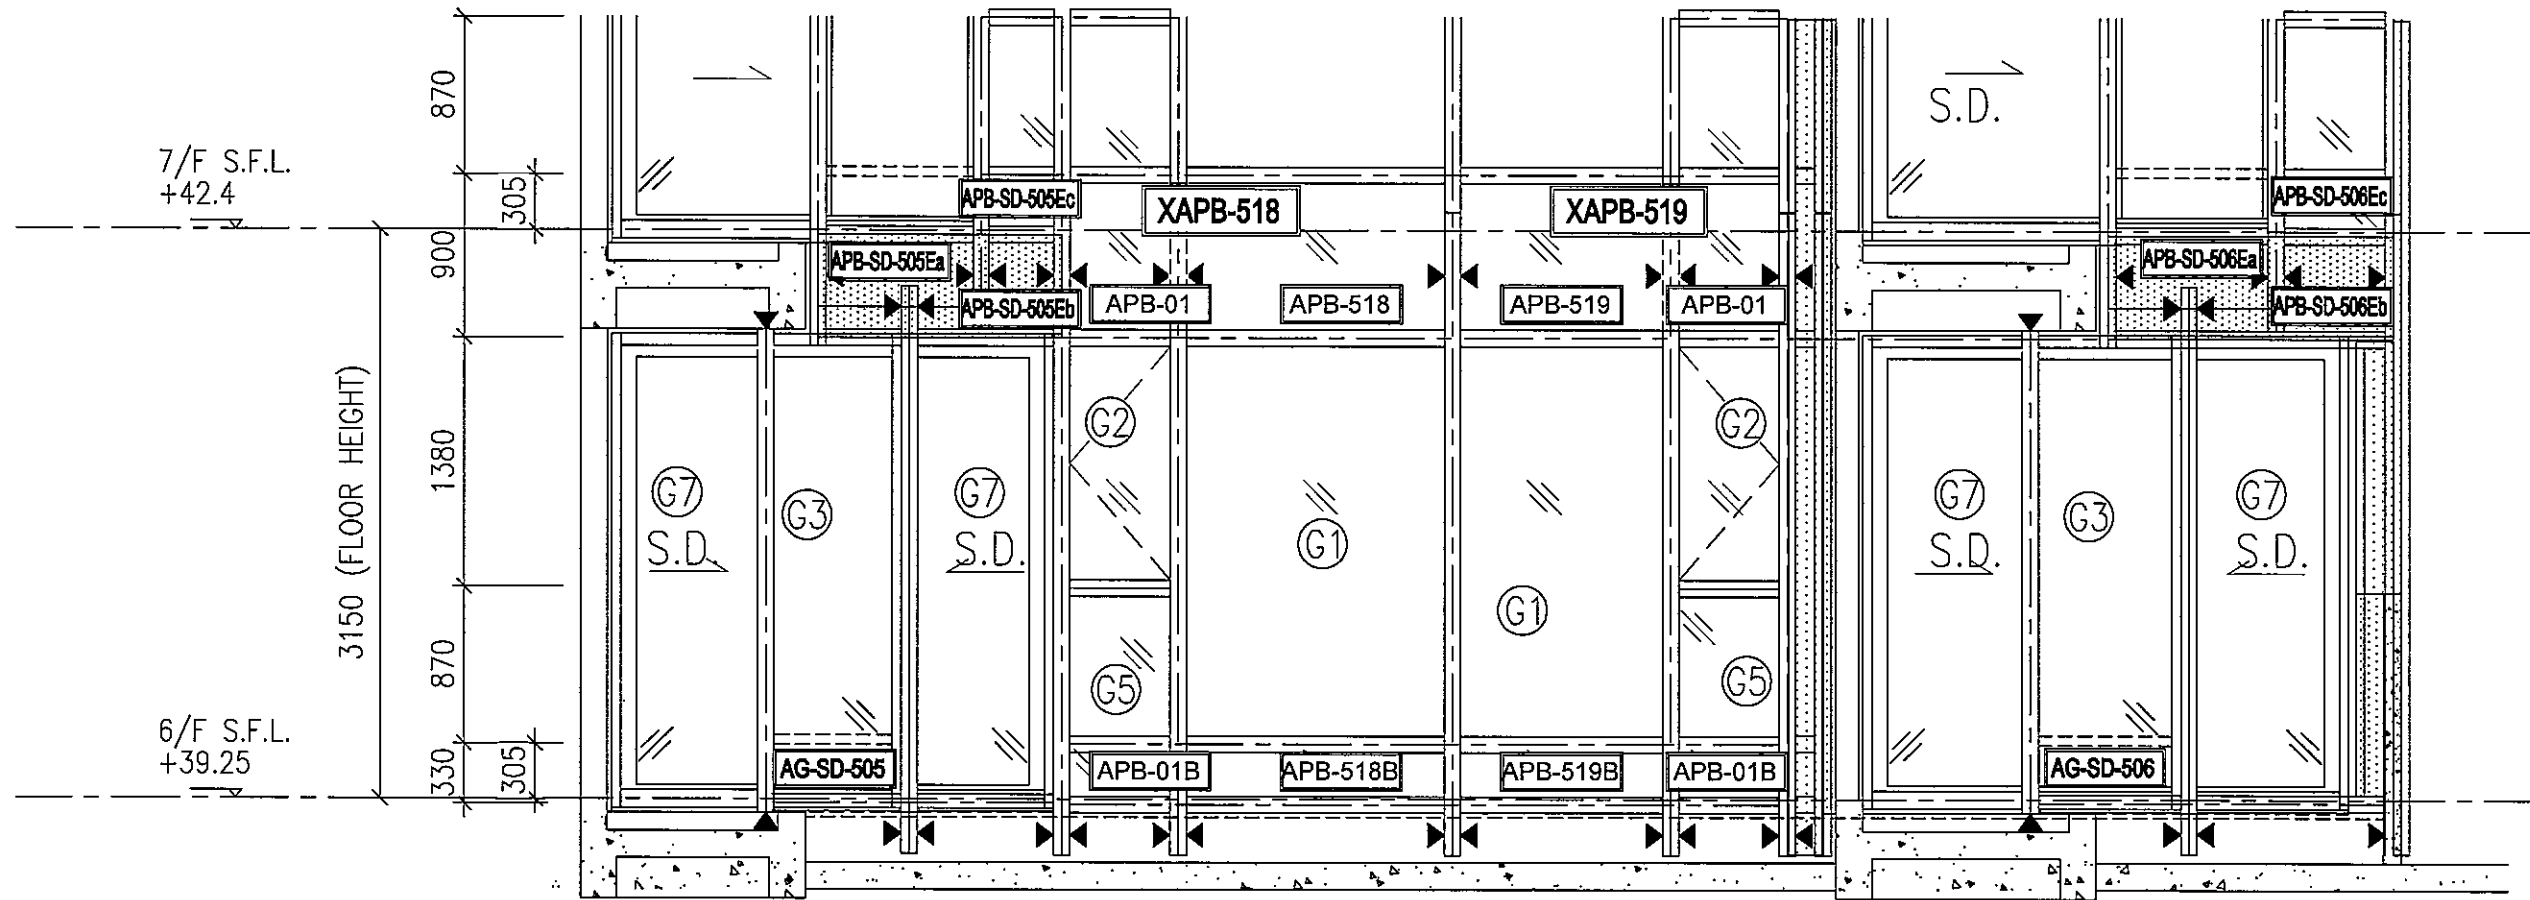 870
7/F S.F.L.
+42.4
305
900
3150 (FLOOR HEIGHT)
1380
870
6/F S.F.L.
+39.25
330
305
S.D.
APB-SD-505Ec
XAPB-518
XAPB-519
APB-SD-506Ec
APB-SD-505Ea
APB-SD-506Ea
APB-SD-505Eb
APB-01
APB-518
APB-519
APB-01
APB-SD-506Eb
G2
G2
G7
S.D.
G3
G7
S.D.
G1
G1
G7
S.D.
G3
G7
S.D.
G5
G5
AG-SD-505
APB-01B
APB-518B
APB-519B
APB-01B
AG-SD-506